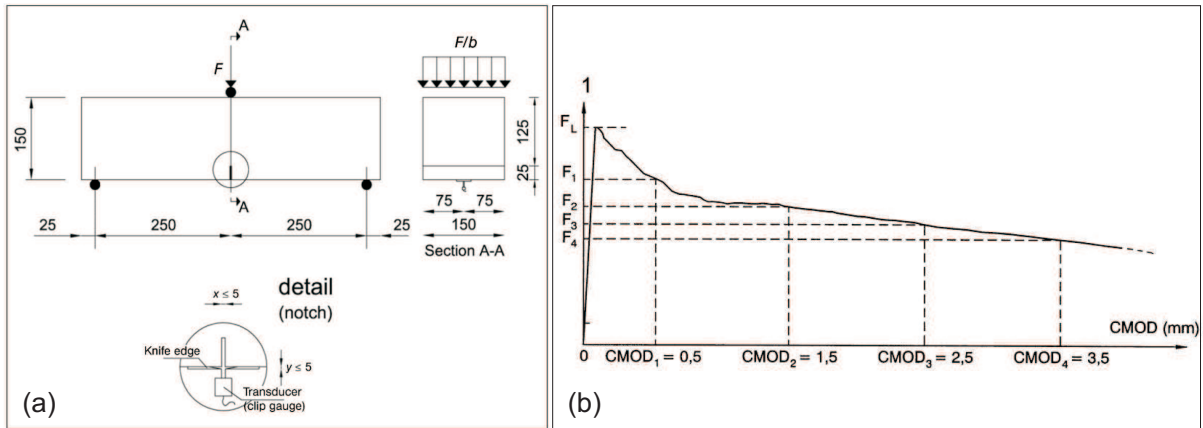 A
F
F/b
150
125
25
A
25
250
250
25
75
75
150
Section A-A
detail
(notch)
x ≤ 5
Knife edge
y ≤ 5
Transducer
(clip gauge)
(a)
1
F_L
F_1
F_2
F_3
F_4
CMOD (mm)
0
CMOD_1 = 0,5
CMOD_2 = 1,5
CMOD_3 = 2,5
CMOD_4 = 3,5
(b)